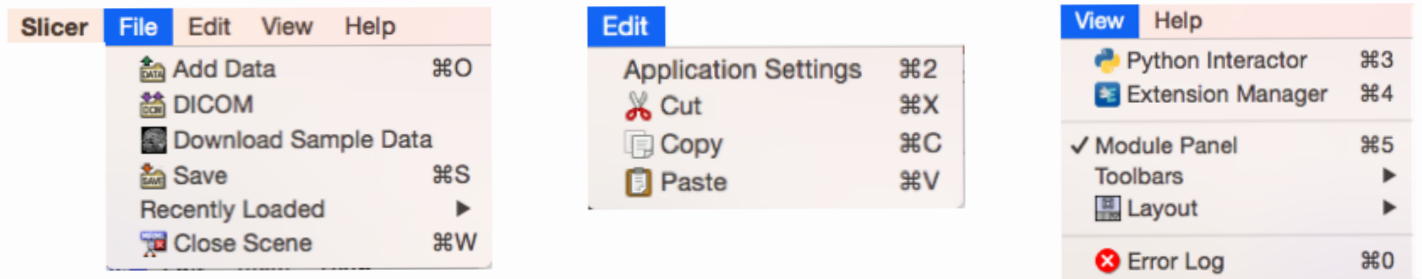 Slicer File Edit View Help
Add Data ⌘O
DICOM
Download Sample Data
Save ⌘S
Recently Loaded ▶
Close Scene ⌘W
Edit
Application Settings ⌘2
Cut ⌘X
Copy ⌘C
Paste ⌘V
View Help
Python Interactor ⌘3
Extension Manager ⌘4
✓ Module Panel ⌘5
Toolbars ▶
Layout ▶
Error Log ⌘0